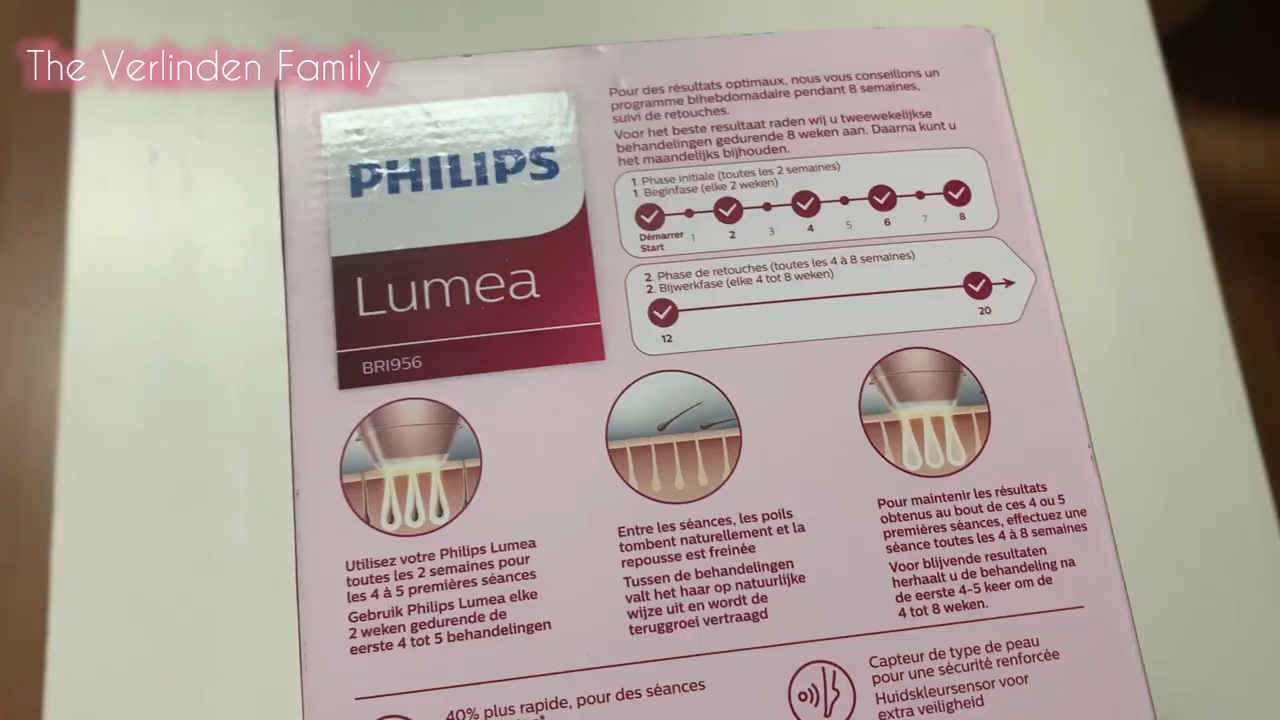 The Verlinden Family
PHILIPS
Lumea
BRI956
Pour des résultats optimaux, nous vous conseillons un
programme bihebdomadaire pendant 8 semaines,
suivi de retouches.
Voor het beste resultaat raden wij u tweewekelijkse
behandelingen gedurende 8 weken aan. Daarna kunt u
het maandelijks bijhouden.
1. Phase initiale (toutes les 2 semaines)
1. Beginfase (elke 2 weken)
Démarrer 1 2 3 4 5 6 7 8
Start
2. Phase de retouches (toutes les 4 à 8 semaines)
2. Bijwerkfase (elke 4 tot 8 weken)
12 20
Utilisez votre Philips Lumea
toutes les 2 semaines pour
les 4 à 5 premières séances
Gebruik Philips Lumea elke
2 weken gedurende de
eerste 4 tot 5 behandelingen
Entre les séances, les poils
tombent naturellement et la
repousse est freinée
Tussen de behandelingen
valt het haar op natuurlijke
wijze uit en wordt de
teruggroei vertraagd
Pour maintenir les résultats
obtenus au bout de ces 4 ou 5
premières séances, effectuez une
séance toutes les 4 à 8 semaines
Voor blijvende resultaten
herhaalt u de behandeling na
de eerste 4-5 keer om de
4 tot 8 weken.
40% plus rapide, pour des séances
Capteur de type de peau
pour une sécurité renforcée
Huidskleursensor voor
extra veiligheid